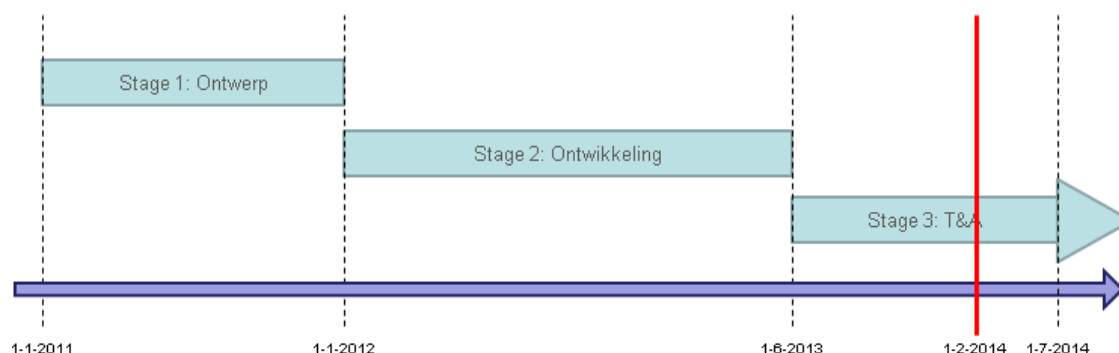 Stage 1: Ontwerp
Stage 2: Ontwikkeling
Stage 3: T&A
1-1-2011 1-1-2012 1-6-2013 1-2-2014 1-7-2014